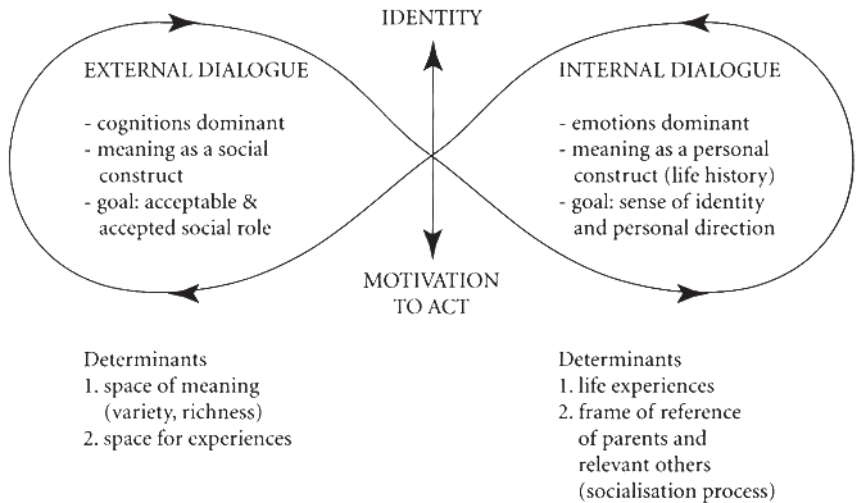 IDENTITY
EXTERNAL DIALOGUE
- cognitions dominant
- meaning as a social
construct
- goal: acceptable &
accepted social role
INTERNAL DIALOGUE
- emotions dominant
- meaning as a personal
construct (life history)
- goal: sense of identity
and personal direction
MOTIVATION
TO ACT
Determinants
1. space of meaning
(variety, richness)
2. space for experiences
Determinants
1. life experiences
2. frame of reference
of parents and
relevant others
(socialisation process)